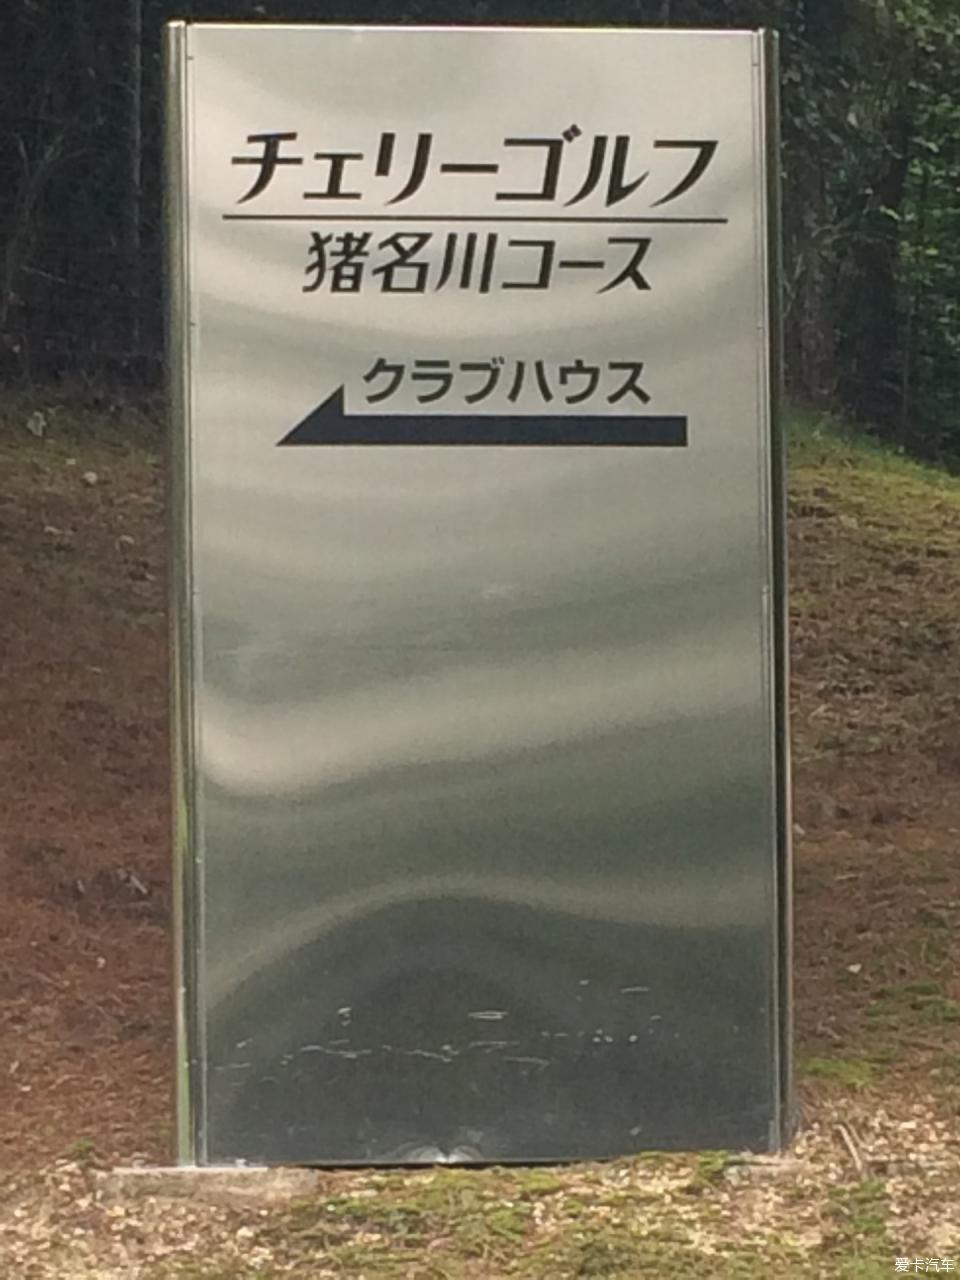 チェリーゴルフ
猪名川コース
クラブハウス
爱卡汽车